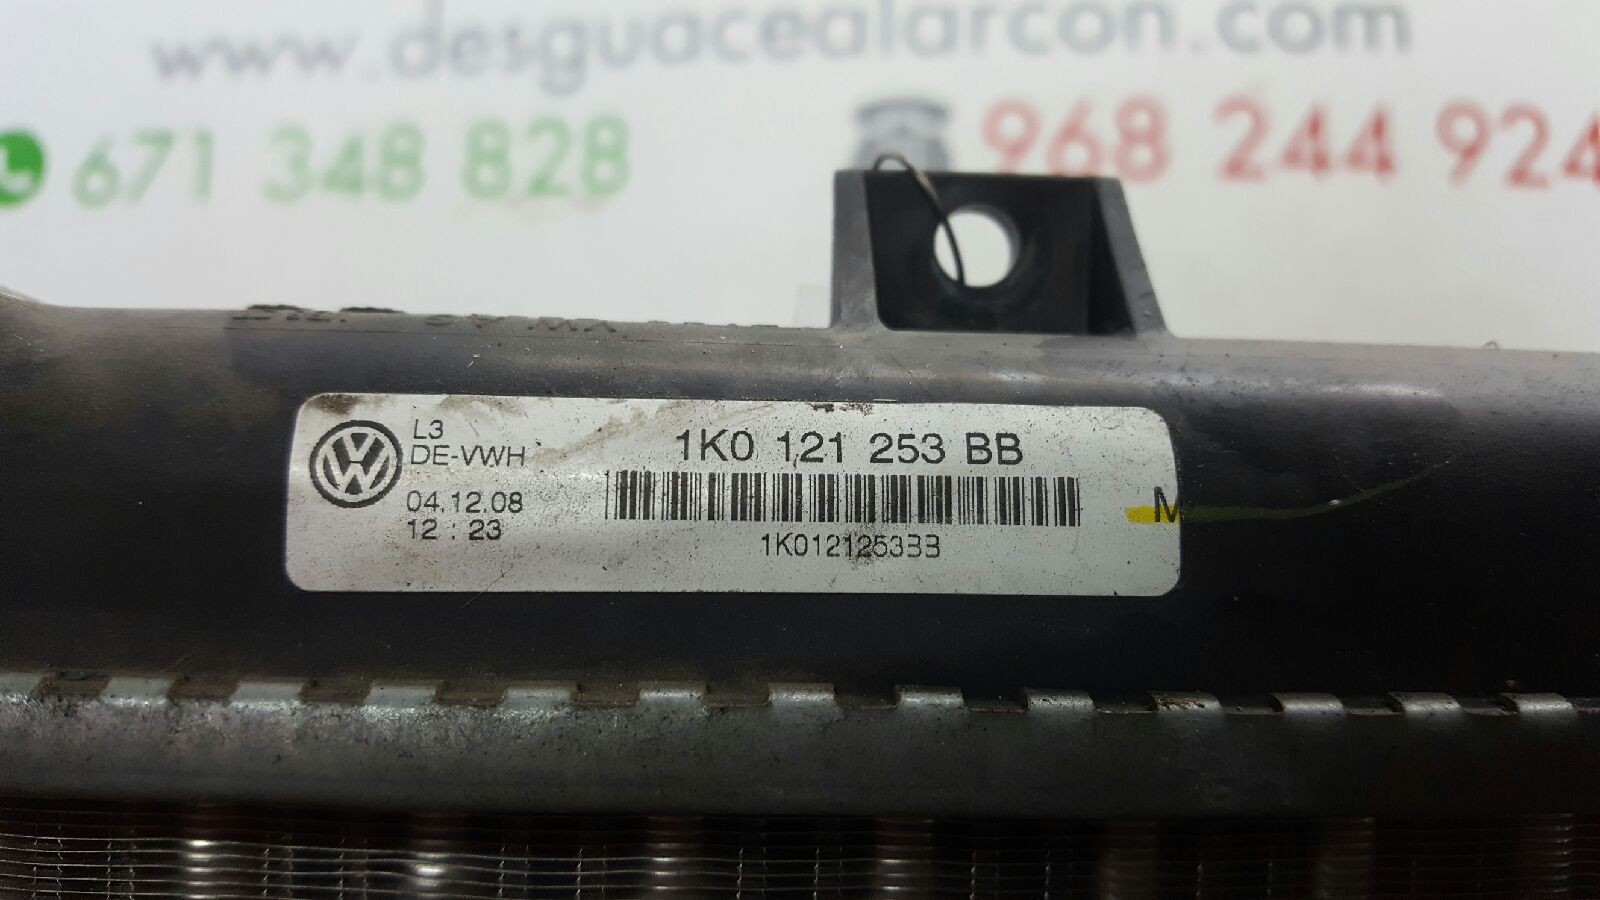 www.desguacealarcon.com
671 348 828
968 244 924
L3
DE-VWH
1K0 121 253 BB
04.12.08
12 : 23
1K0121253BB
M